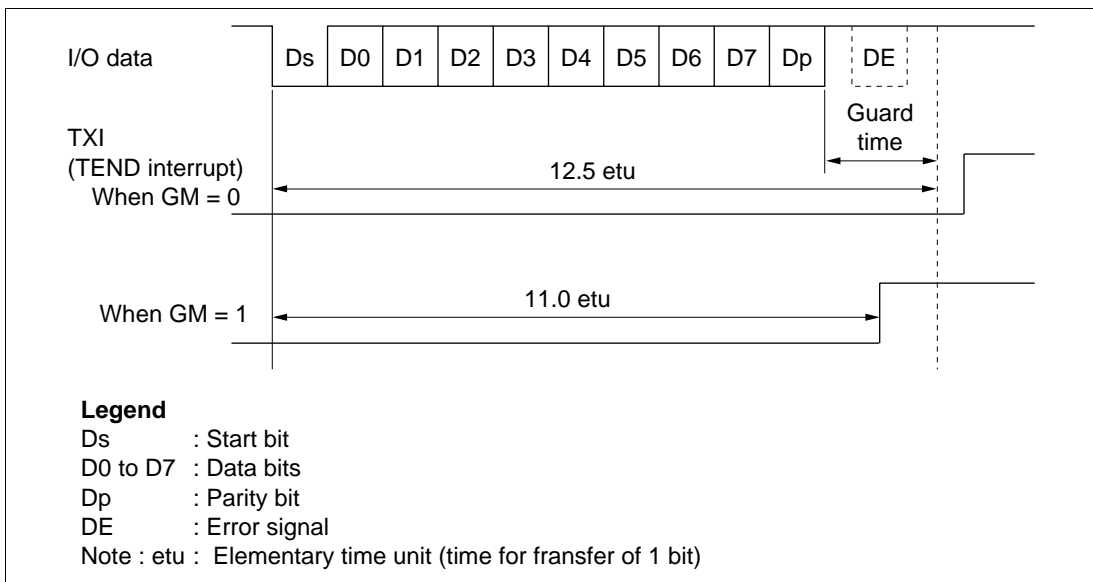 I/O data
Ds D0 D1 D2 D3 D4 D5 D6 D7 Dp DE
Guard
time
TXI
(TEND interrupt)
When GM = 0
12.5 etu
When GM = 1
11.0 etu
Legend
Ds : Start bit
D0 to D7 : Data bits
Dp : Parity bit
DE : Error signal
Note : etu : Elementary time unit (time for fransfer of 1 bit)